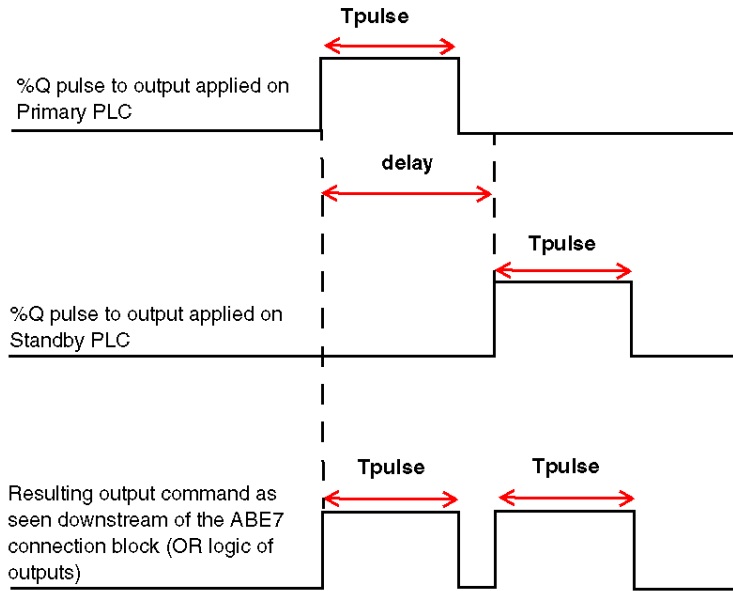 Tpulse
%Q pulse to output applied on
Primary PLC
delay
Tpulse
%Q pulse to output applied on
Standby PLC
Tpulse
Tpulse
Resulting output command as
seen downstream of the ABE7
connection block (OR logic of
outputs)